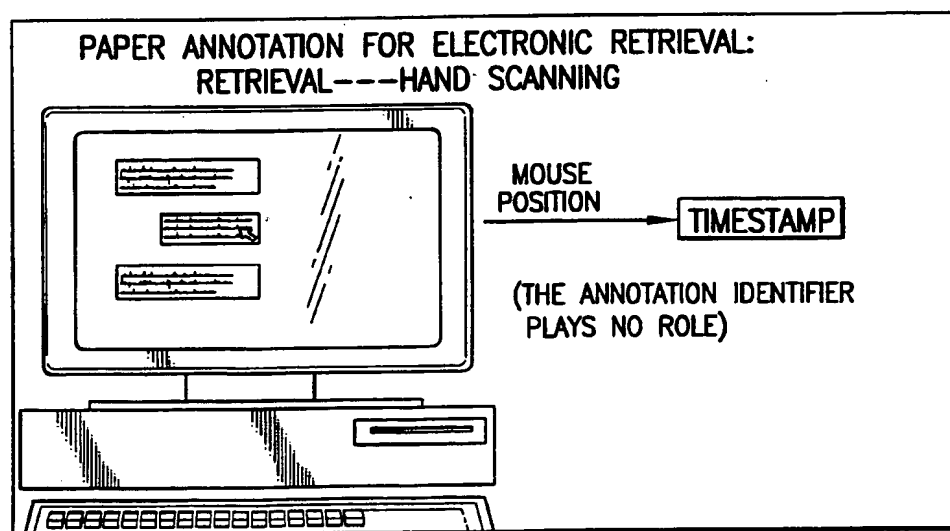 PAPER ANNOTATION FOR ELECTRONIC RETRIEVAL:
RETRIEVAL---HAND SCANNING
MOUSE
POSITION
TIMESTAMP
(THE ANNOTATION IDENTIFIER
PLAYS NO ROLE)